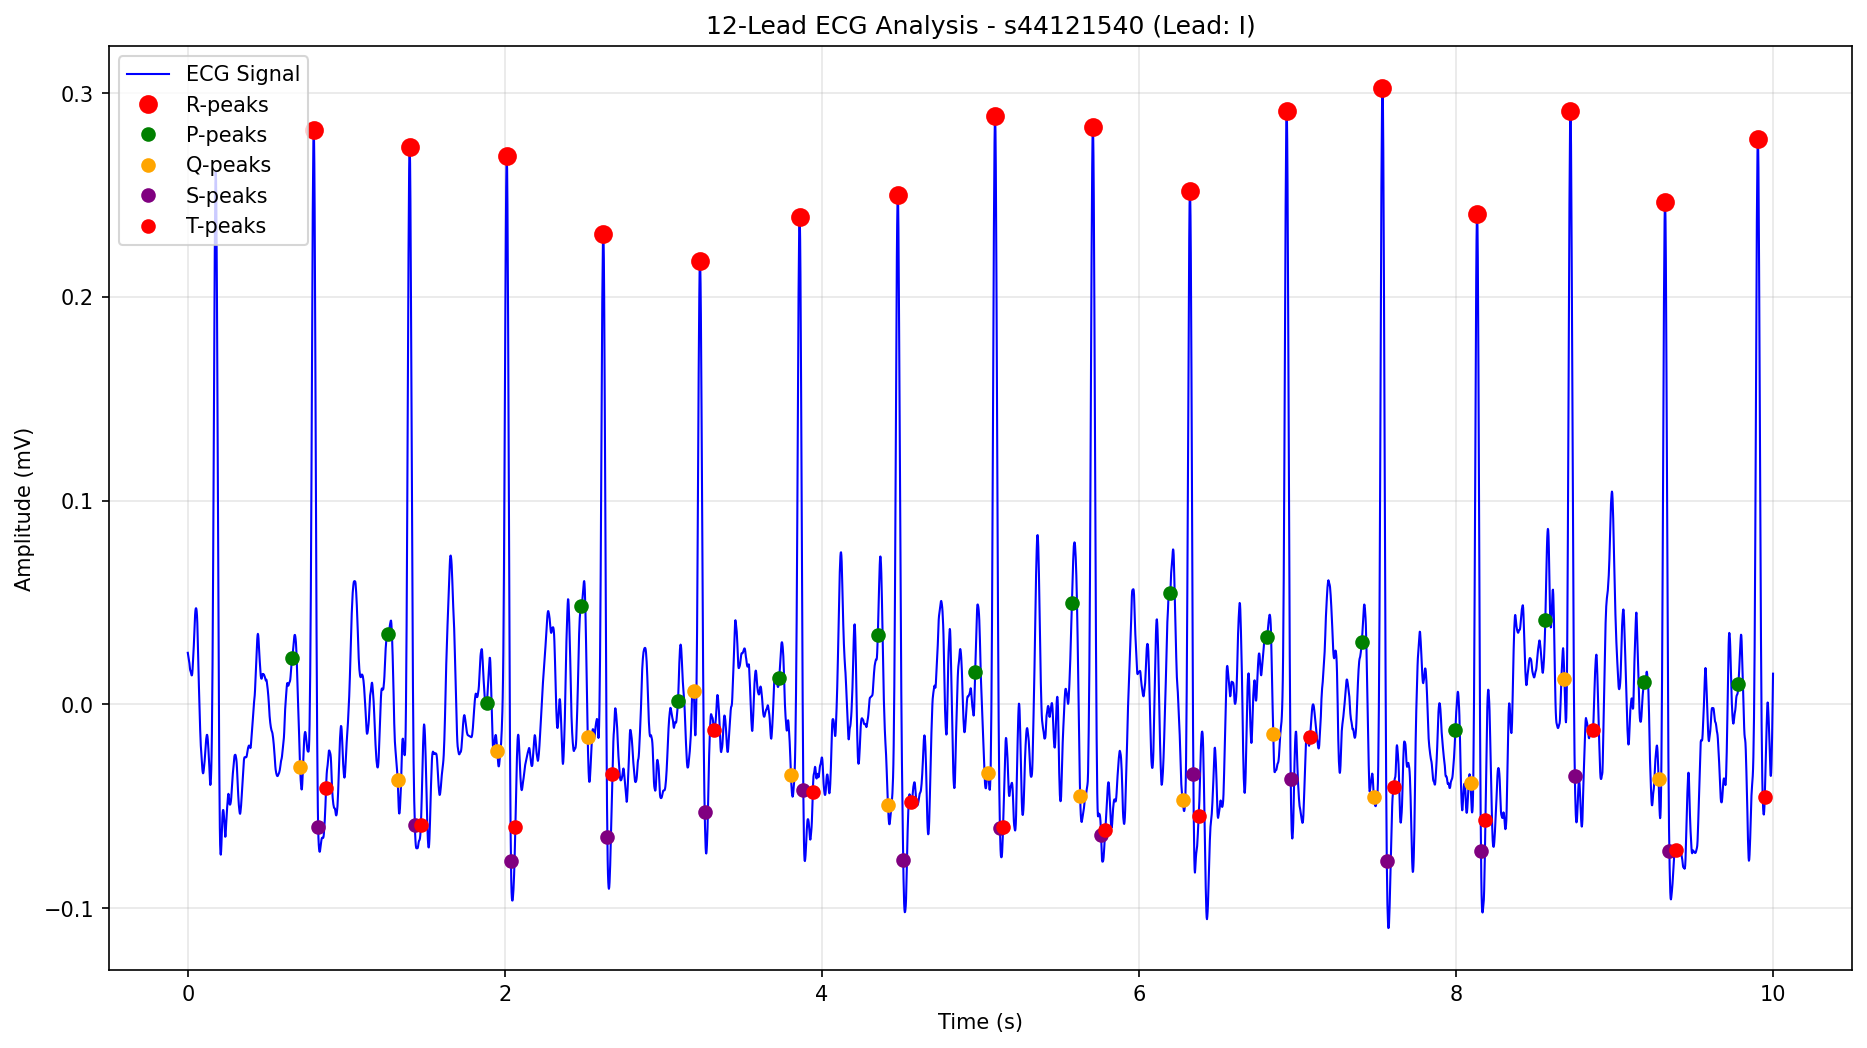 12-Lead ECG Analysis - s44121540 (Lead: I)
ECG Signal
R-peaks
P-peaks
Q-peaks
S-peaks
T-peaks
Amplitude (mV)
0.3
0.2
0.1
0.0
−0.1
0 2 4 6 8 10
Time (s)